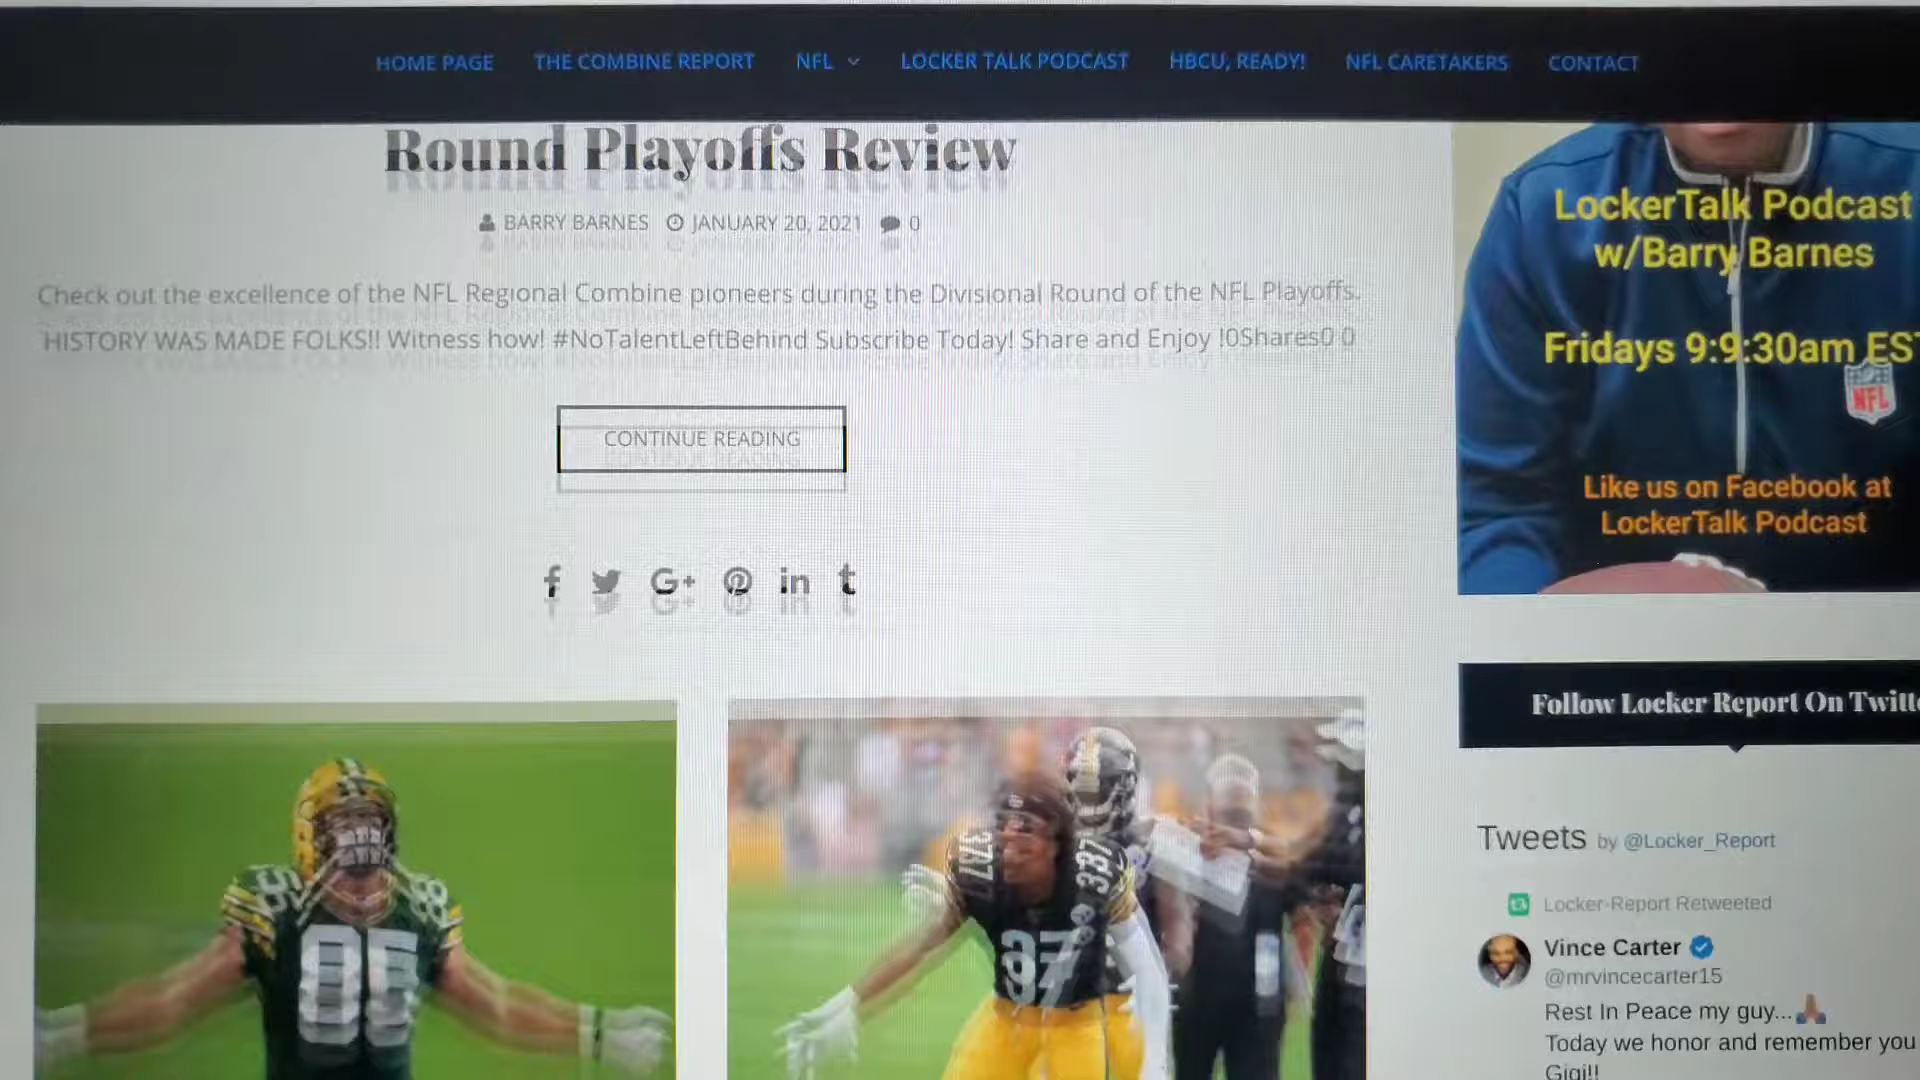 HOME PAGE THE COMBINE REPORT NFL LOCKER TALK PODCAST HBCU, READY! NFL CARETAKERS CONTACT
Round Playoffs Review
BARRY BARNES JANUARY 20, 2021 0
Check out the excellence of the NFL Regional Combine pioneers during the Divisional Round of the NFL Playoffs.
HISTORY WAS MADE FOLKS!! Witness how! #NoTalentLeftBehind Subscribe Today! Share and Enjoy !0Shares0 0
CONTINUE READING
f G+ in t
85
37
LockerTalk Podcast
w/Barry Barnes
Fridays 9:9:30am EST
NFL
Like us on Facebook at
LockerTalk Podcast
Follow Locker Report On
Tweets by @Locker_Report
Locker-Report Retweeted
Vince Carter
@mrvincecarter15
Rest In Peace my guy...
Today we honor and remember you
Gigi!!